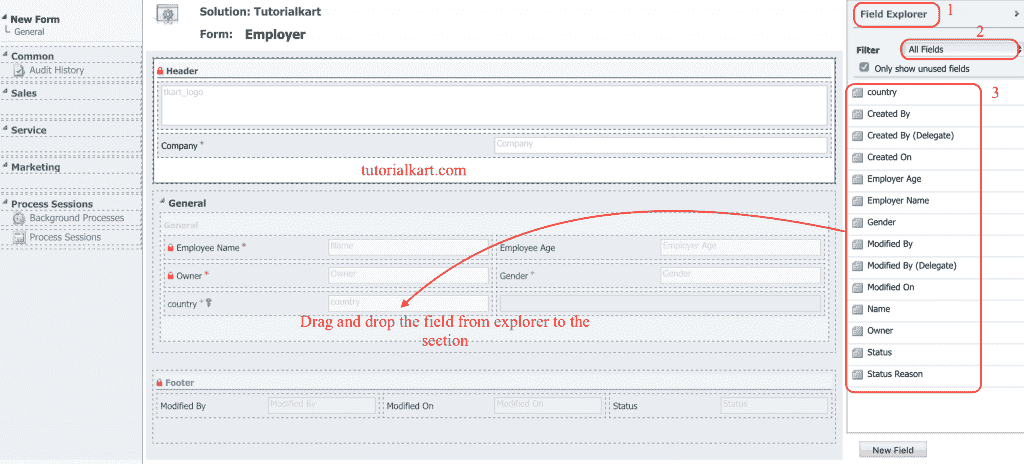 New Form
General
Common
Audit History
Sales
Service
Marketing
Process Sessions
Background Processes
Process Sessions
Solution: Tutorialkart
Form: Employer
Header
tkart_logo
Company *
Company
tutorialkart.com
General
General
Employee Name *
Name
Employee Age
Employer Age
Owner *
Owner
Gender *
Gender
country *
country
Drag and drop the field from explorer to the
section
Footer
Modified By
Modified By
Modified On
Modified On
Status
Status
Field Explorer
1
2
Filter
All Fields
Only show unused fields
3
country
Created By
Created By (Delegate)
Created On
Employer Age
Employer Name
Gender
Modified By
Modified By (Delegate)
Modified On
Name
Owner
Status
Status Reason
New Field